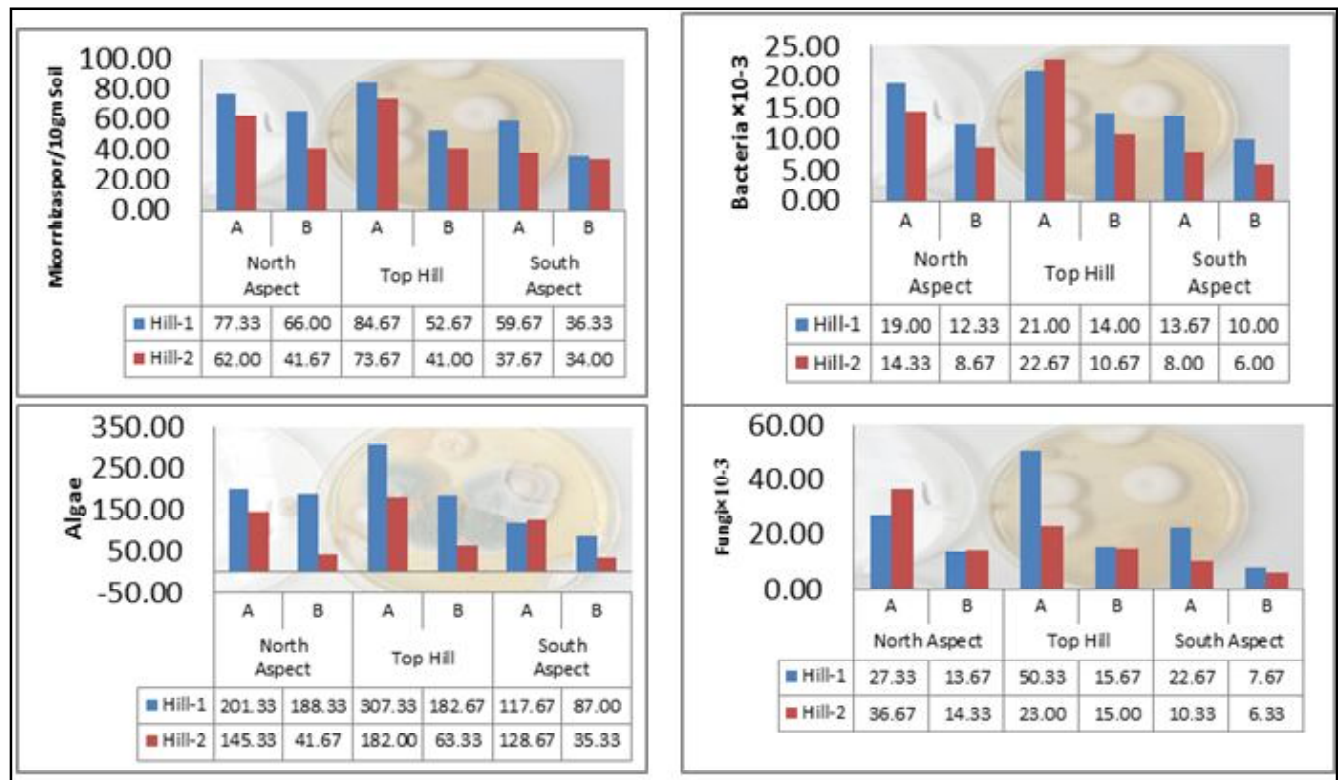 Mikorrhizaspor/10gm Soil
100.00
80.00
60.00
40.00
20.00
0.00
A B A B A B
North Aspect Top Hill South Aspect
Hill-1 77.33 66.00 84.67 52.67 59.67 36.33
Hill-2 62.00 41.67 73.67 41.00 37.67 34.00
Bacteria ×10-3
25.00
20.00
15.00
10.00
5.00
0.00
A B A B A B
North Aspect Top Hill South Aspect
Hill-1 19.00 12.33 21.00 14.00 13.67 10.00
Hill-2 14.33 8.67 22.67 10.67 8.00 6.00
Algae
350.00
250.00
150.00
50.00
-50.00
A B A B A B
North Aspect Top Hill South Aspect
Hill-1 201.33 188.33 307.33 182.67 117.67 87.00
Hill-2 145.33 41.67 182.00 63.33 128.67 35.33
Fungi×10-3
60.00
40.00
20.00
0.00
A B A B A B
North Aspect Top Hill South Aspect
Hill-1 27.33 13.67 50.33 15.67 22.67 7.67
Hill-2 36.67 14.33 23.00 15.00 10.33 6.33